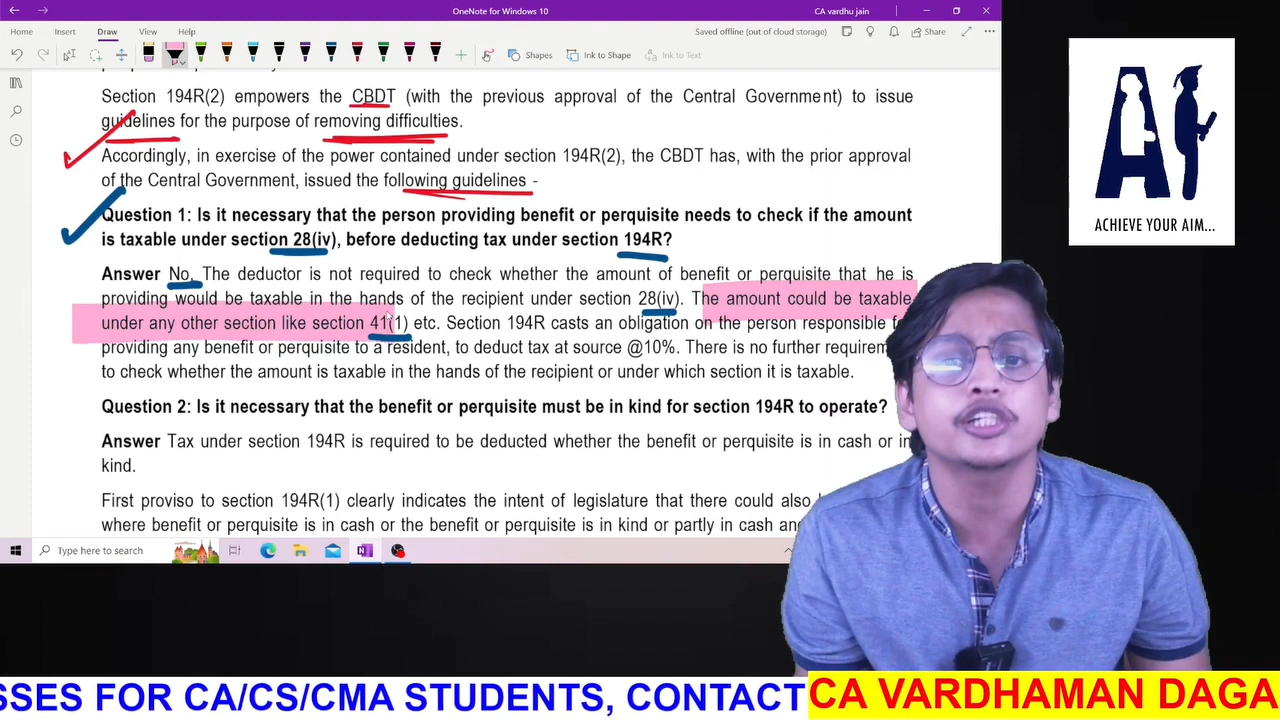 OneNote for Windows 10
CA vardhu jain
Home Insert Draw View Help
Saved offline (out of cloud storage)
Share
Shapes
Ink to Shape
Ink to Text
Section 194R(2) empowers the CBDT (with the previous approval of the Central Government) to issue
guidelines for the purpose of removing difficulties.
Accordingly, in exercise of the power contained under section 194R(2), the CBDT has, with the prior approval
of the Central Government, issued the following guidelines -
Question 1: Is it necessary that the person providing benefit or perquisite needs to check if the amount
is taxable under section 28(iv), before deducting tax under section 194R?
Answer No. The deductor is not required to check whether the amount of benefit or perquisite that he is
providing would be taxable in the hands of the recipient under section 28(iv). The amount could be taxable
under any other section like section 41(1) etc. Section 194R casts an obligation on the person responsible
providing any benefit or perquisite to a resident, to deduct tax at source @10%. There is no further
to check whether the amount is taxable in the hands of the recipient or under which section it is taxable.
Question 2: Is it necessary that the benefit or perquisite must be in kind for section 194R to operate?
Answer Tax under section 194R is required to be deducted whether the benefit or perquisite is in cash or in
kind.
First proviso to section 194R(1) clearly indicates the intent of legislature that there could also
where benefit or perquisite is in cash or the benefit or perquisite is in kind or partly in cash
Type here to search
ACHIEVE YOUR AIM...
SSES FOR CA/CS/CMA STUDENTS, CONTACT CA VARDHAMAN DAGA